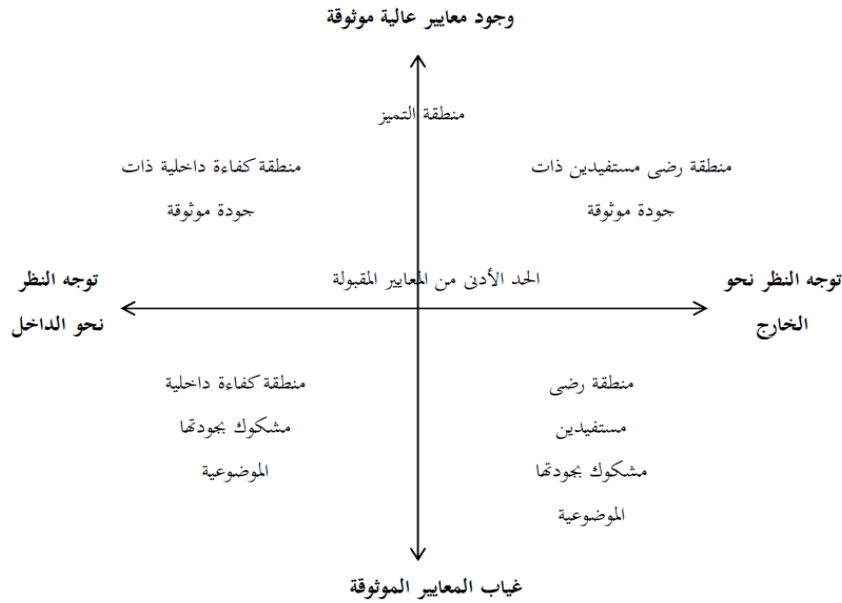 وجود معايير عالية موثوقة
منطقة التميز
منطقة رضى مستفيدين ذات
جودة موثوقة
منطقة كفاءة داخلية ذات
جودة موثوقة
توجه النظر نحو
الخارج
الحد الأدنى من المعايير المقبولة
توجه النظر
نحو الداخل
منطقة رضى
مستفيدين
مشكوك بجودتها
الموضوعية
منطقة كفاءة داخلية
مشكوك بجودتها
الموضوعية
غياب المعايير الموثوقة